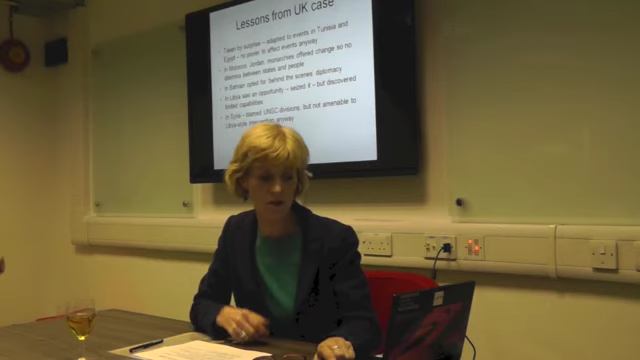 Lessons from UK case
• Taken by surprise – adapted to events in Tunisia and
Egypt – no power to affect events anyway
• In Morocco, Jordan, monarchies offered change so no
dilemma between states and people
• In Bahrain opted for 'behind the scenes' diplomacy
• In Libya was an opportunity – seized it – but discovered
limited capabilities
• In Syria – blamed UNSC divisions, but not amenable to
Libya-style intervention anyway